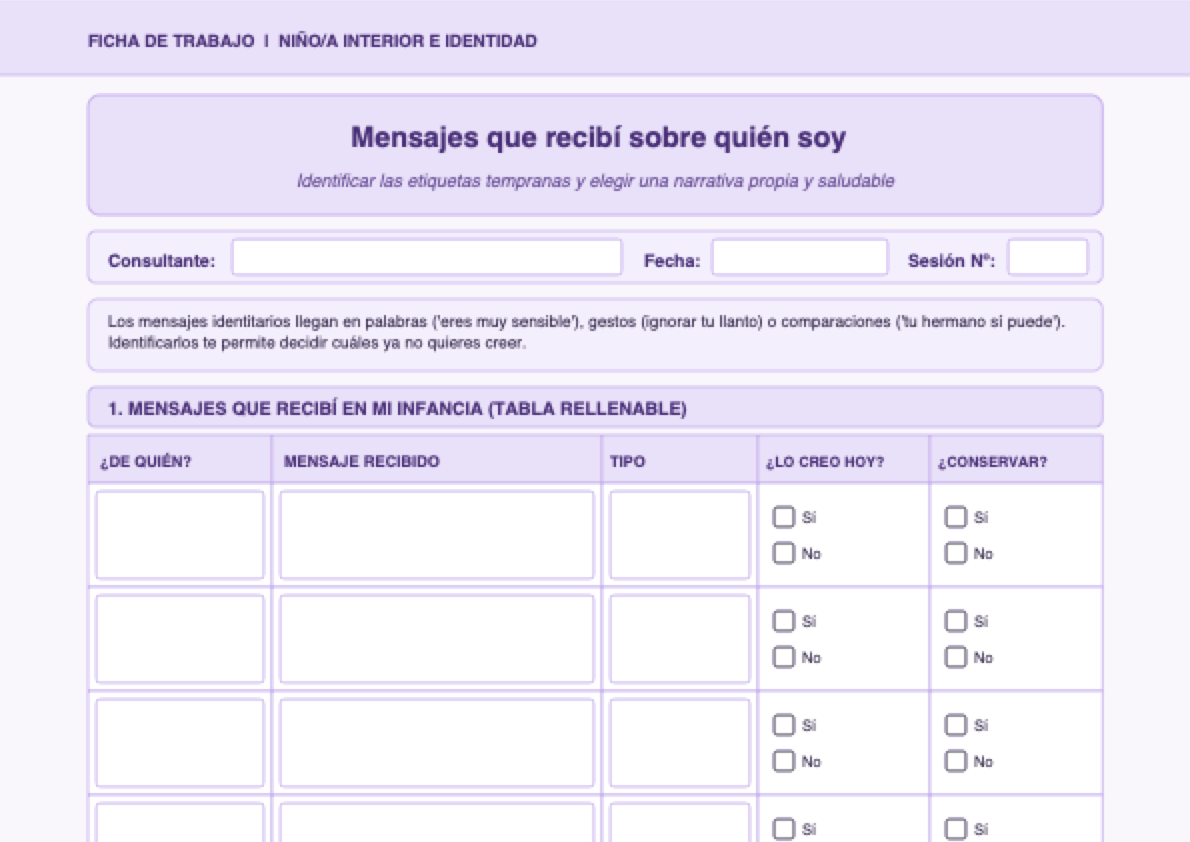 FICHA DE TRABAJO | NIÑO/A INTERIOR E IDENTIDAD
Mensajes que recibí sobre quién soy
Identificar las etiquetas tempranas y elegir una narrativa propia y saludable
Consultante: Fecha: Sesión Nº:
Los mensajes identitarios llegan en palabras ('eres muy sensible'), gestos (ignorar tu llanto) o comparaciones ('tu hermano sí puede').
Identificarlos te permite decidir cuáles ya no quieres creer.
1. MENSAJES QUE RECIBÍ EN MI INFANCIA (TABLA RELLENABLE)
¿DE QUIÉN? MENSAJE RECIBIDO TIPO ¿LO CREO HOY? ¿CONSERVAR?
Sí Sí
No No
Sí Sí
No No
Sí Sí
No No
Sí Sí